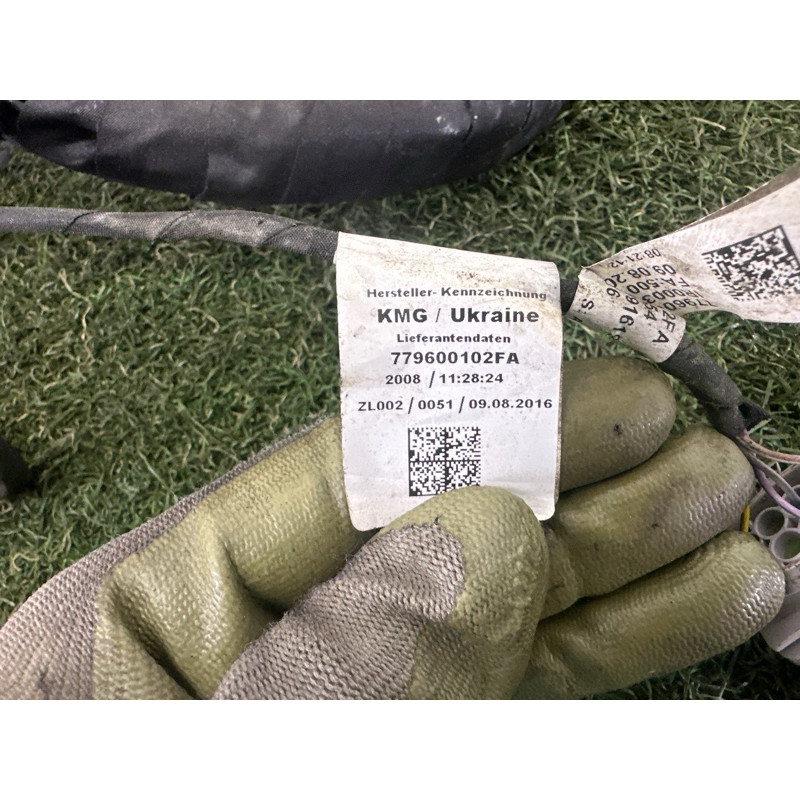 Hersteller- Kennzeichnung
KMG / Ukraine
Lieferantendaten
779600102FA
2008 / 11:28:24
ZL002 / 0051 / 09.08.2016